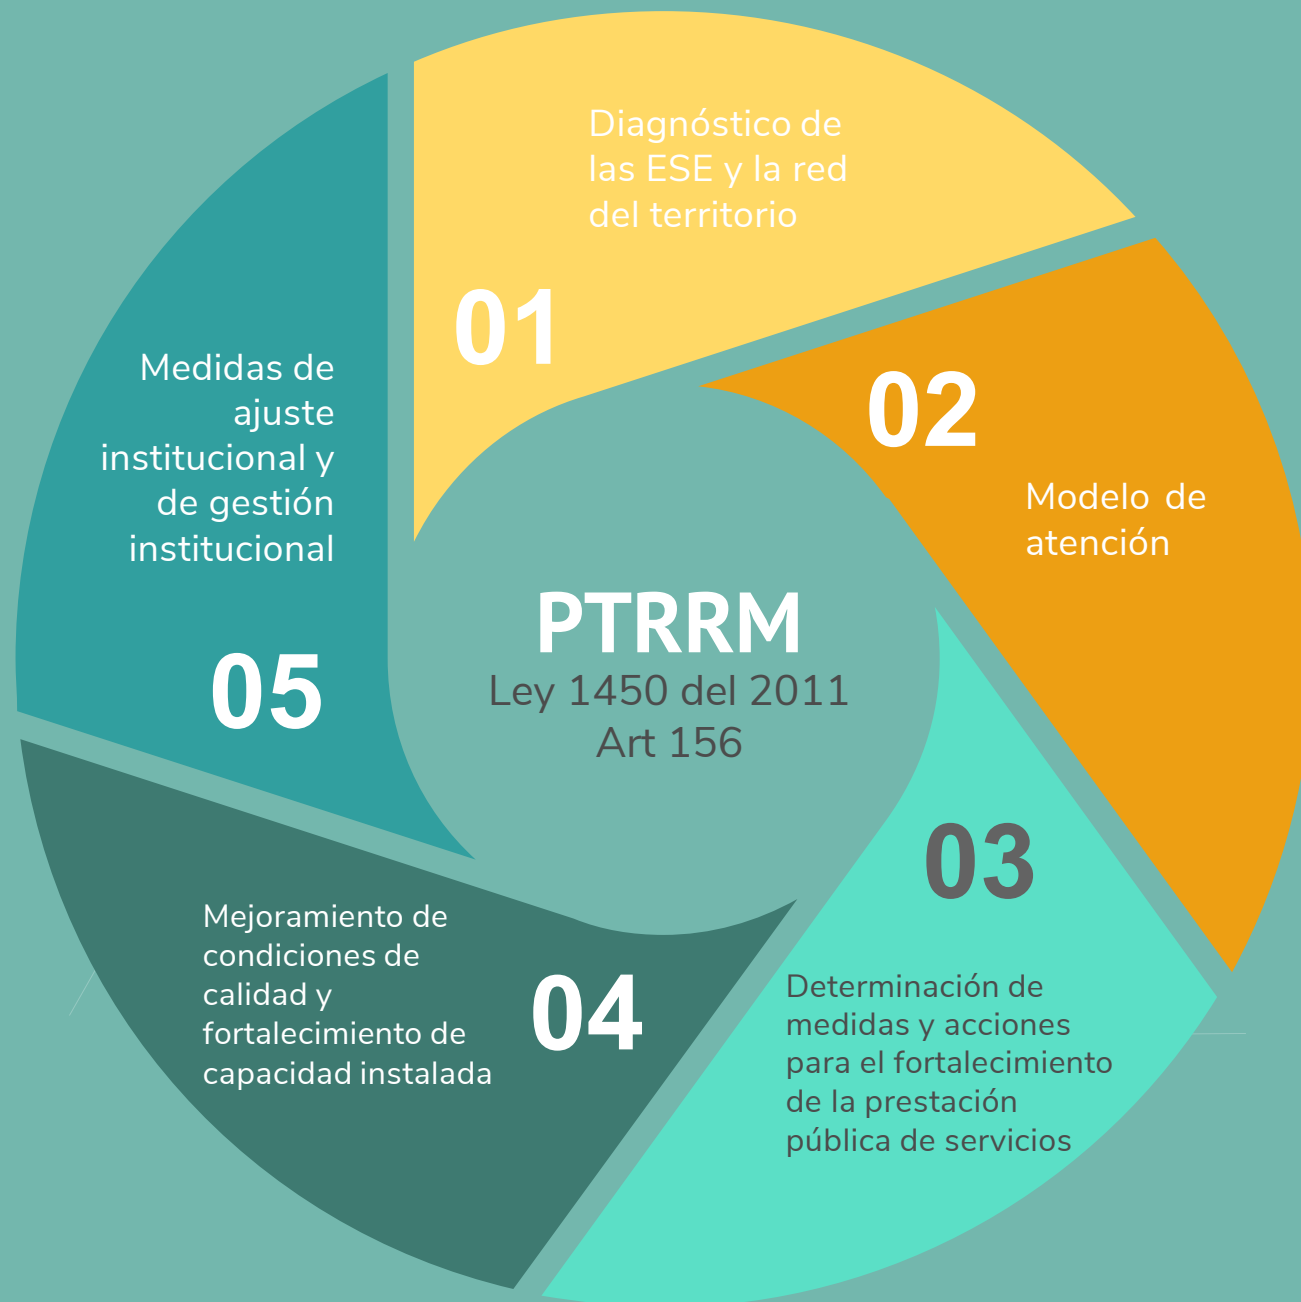 Diagnóstico de
las ESE y la red
del territorio
01
02
Modelo de
atención
03
Determinación de
medidas y acciones
para el fortalecimiento
de la prestación
pública de servicios
04
Mejoramiento de
condiciones de
calidad y
fortalecimiento de
capacidad instalada
05
Medidas de
ajuste
institucional y
de gestión
institucional
PTRRM
Ley 1450 del 2011
Art 156